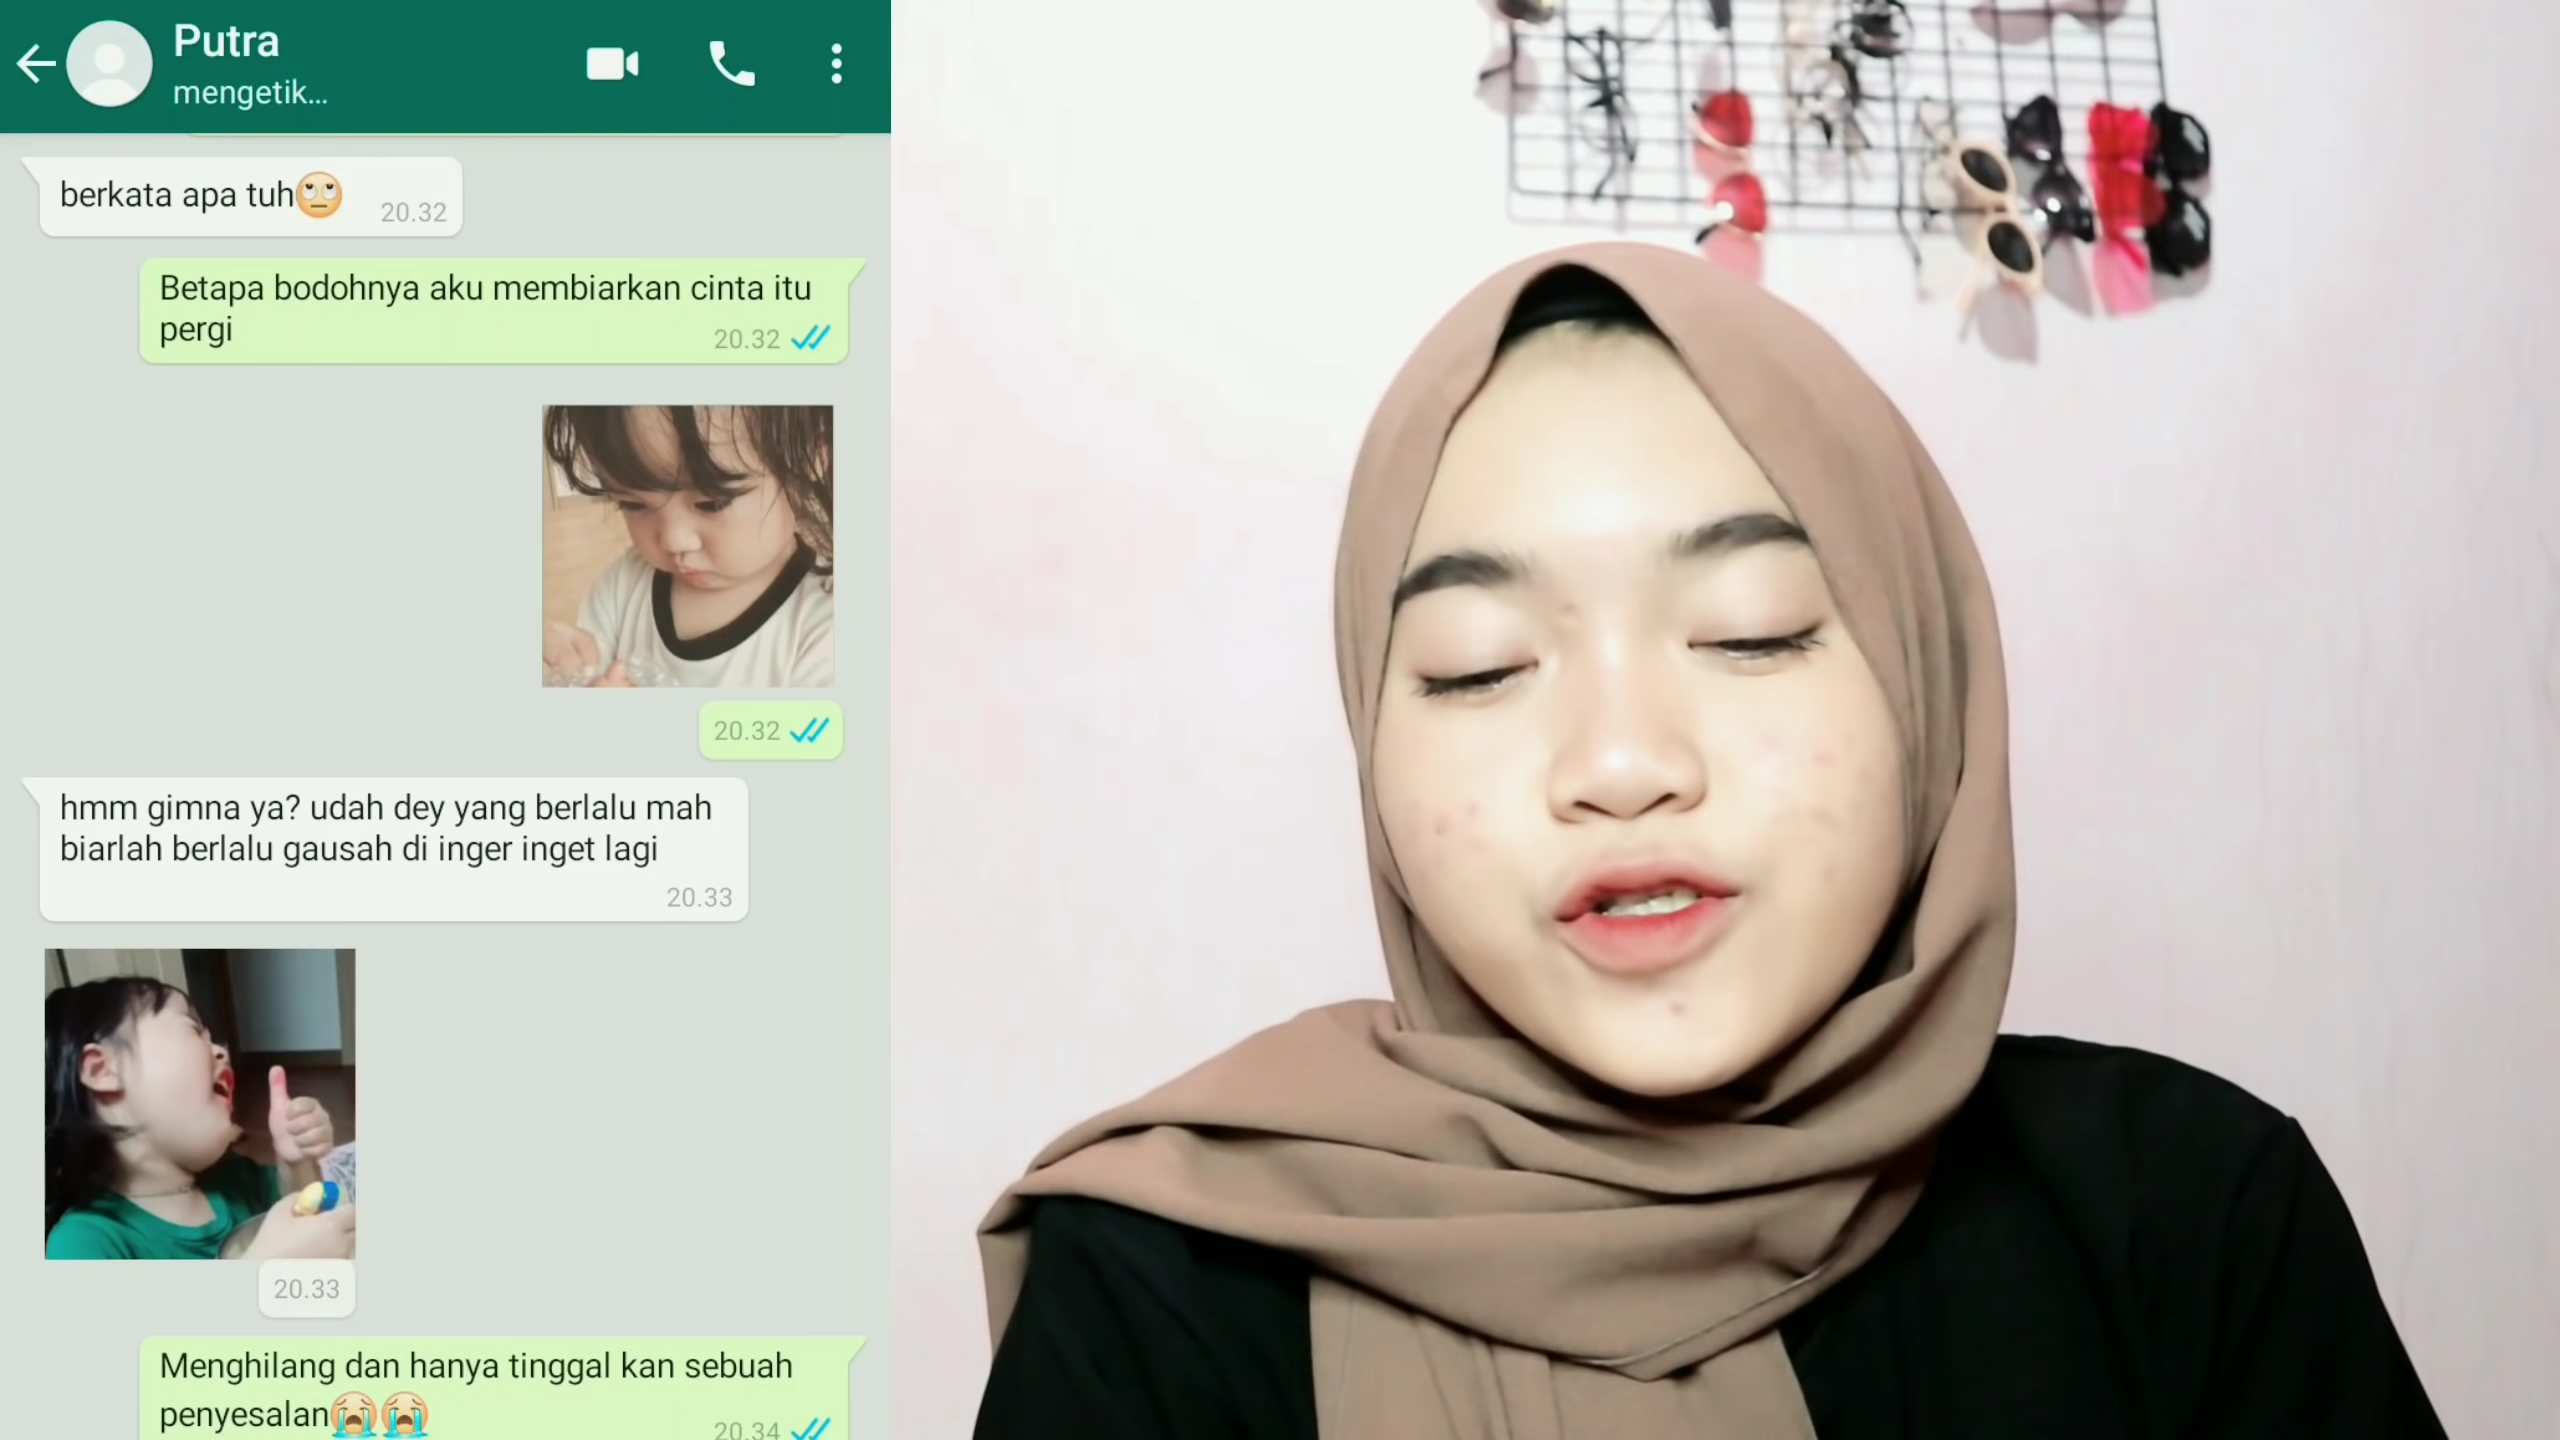 Putra
mengetik...
berkata apa tuh🙄
20.32
Betapa bodohnya aku membiarkan cinta itu
pergi
20.32
20.32
hmm gimna ya? udah dey yang berlalu mah
biarlah berlalu gausah di inger inget lagi
20.33
20.33
Menghilang dan hanya tinggal kan sebuah
penyesalan😭😭
20.34